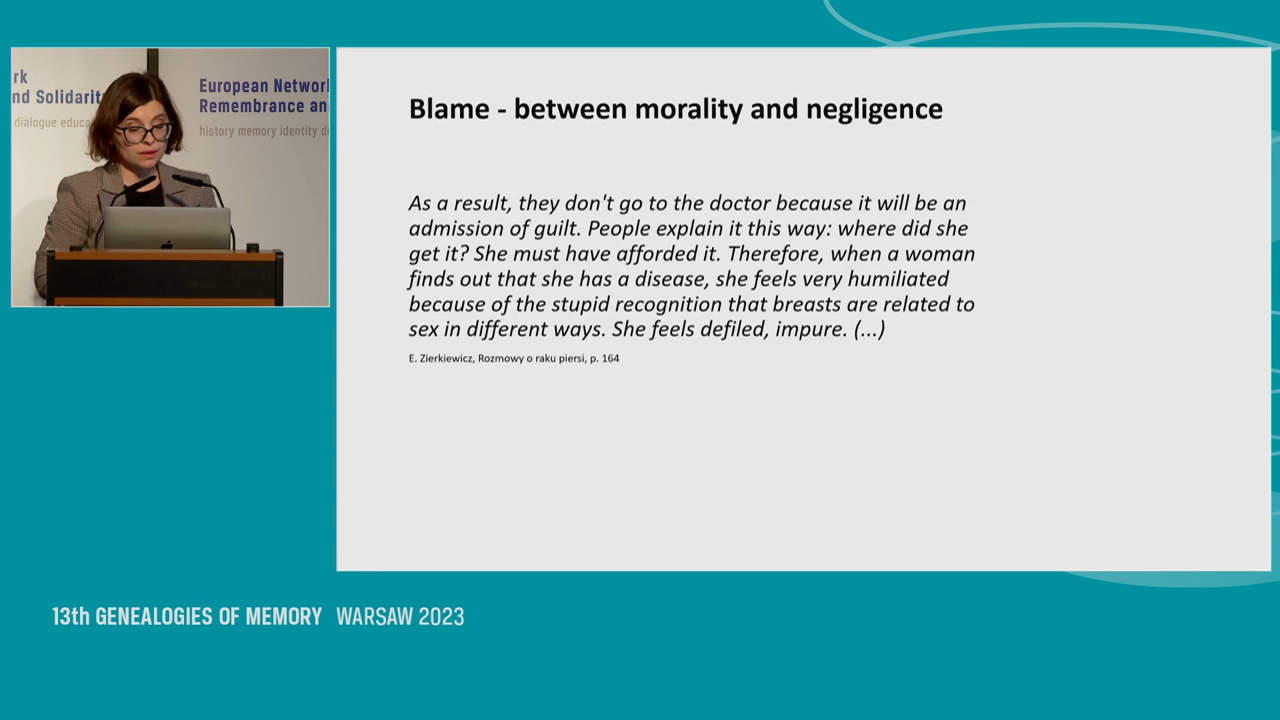 rk
nd Solidarit
dialogue educa
European Networ
Remembrance an
history memory identity di
Blame - between morality and negligence
As a result, they don't go to the doctor because it will be an
admission of guilt. People explain it this way: where did she
get it? She must have afforded it. Therefore, when a woman
finds out that she has a disease, she feels very humiliated
because of the stupid recognition that breasts are related to
sex in different ways. She feels defiled, impure. (...)
E. Zierkiewicz, Rozmowy o raku piersi, p. 164
13th GENEALOGIES OF MEMORY WARSAW 2023